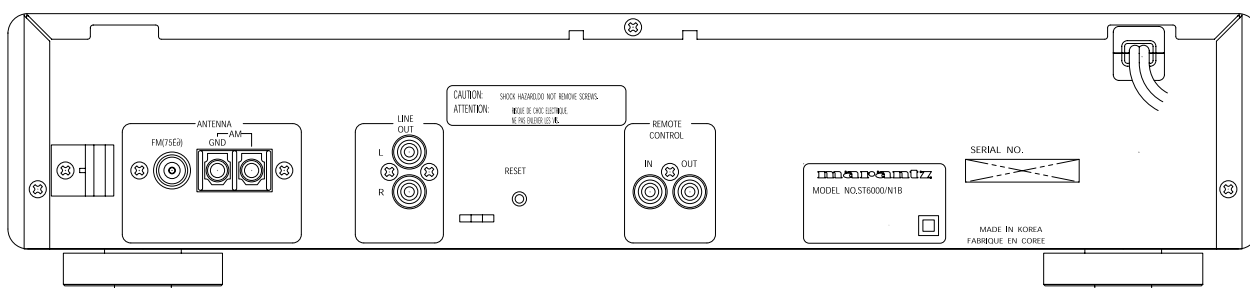 CAUTION: SHOCK HAZARD.DO NOT REMOVE SCREWS.
ATTENTION: RISQUE DE CHOC ELECTRIQUE.
NE PAS ENLEVER LES VIS.
ANTENNA
AM
FM(75Eə)
GND
LINE
OUT
L
R
RESET
REMOTE
CONTROL
IN
OUT
marantz
MODEL NO,ST6000/N1B
SERIAL NO.
MADE IN KOREA
FABRIQUE EN COREE